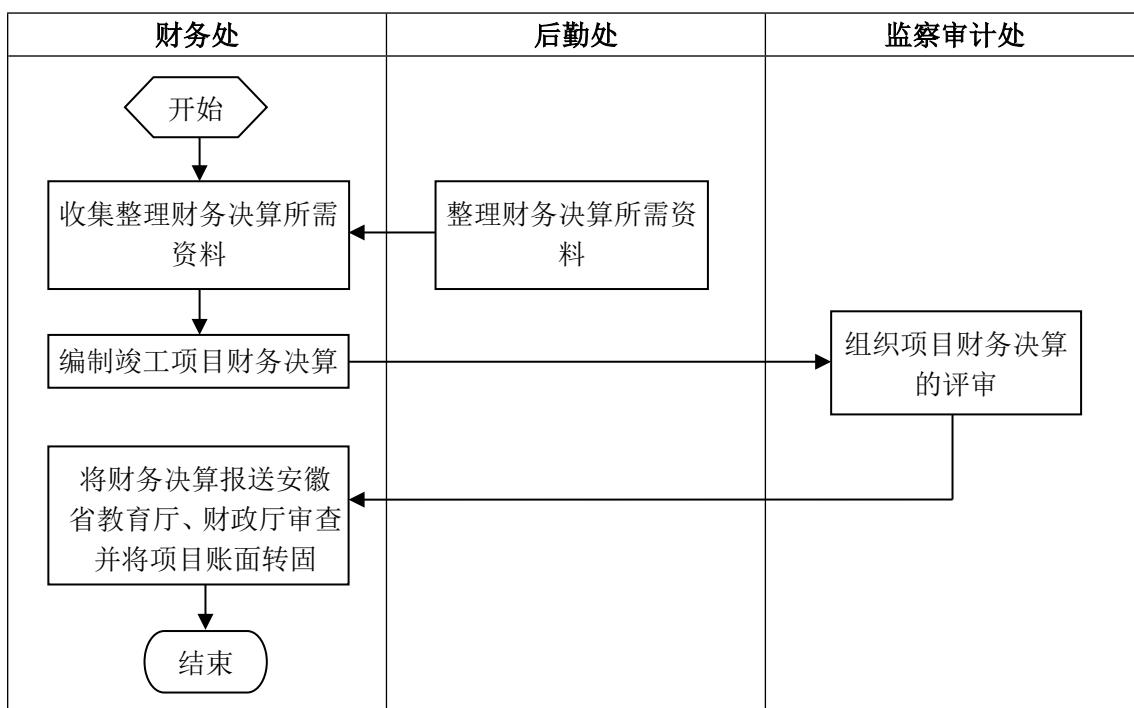 财务处
后勤处
监察审计处
开始
收集整理财务决算所需
资料
整理财务决算所需资
料
编制竣工项目财务决算
组织项目财务决算
的评审
将财务决算报送安徽
省教育厅、财政厅审查
并将项目账面转固
结束